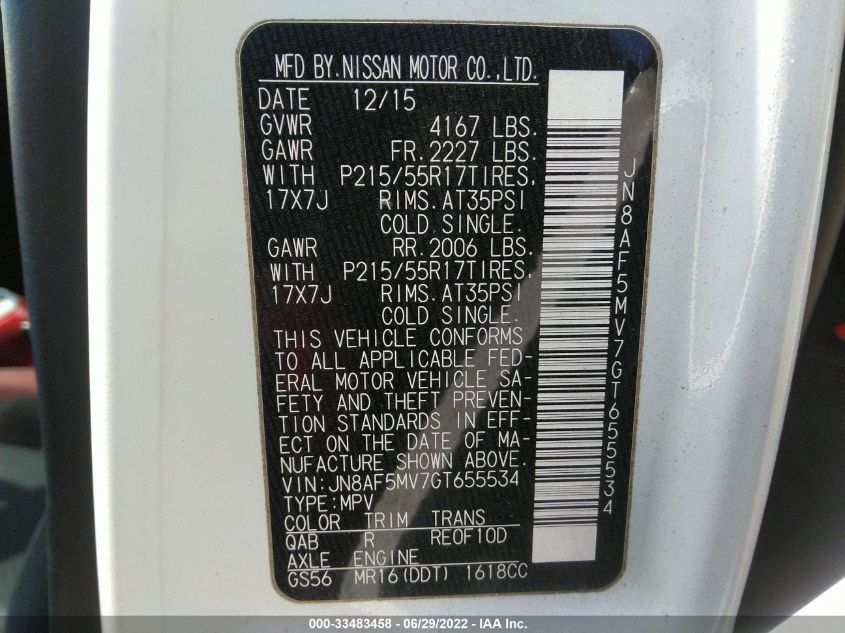 MFD BY. NISSAN MOTOR CO.,LTD.
DATE 12/15
GVWR 4167 LBS.
GAWR FR. 2227 LBS.
WITH P215/55R17TIRES,
17X7J RIMS. AT35PSI
COLD SINGLE.
GAWR RR. 2006 LBS.
WITH P215/55R17TIRES,
17X7J RIMS. AT35PSI
COLD SINGLE.
THIS VEHICLE CONFORMS
TO ALL APPLICABLE FED-
ERAL MOTOR VEHICLE SA-
FETY AND THEFT PREVEN-
TION STANDARDS IN EFF-
ECT ON THE DATE OF MA-
NUFACTURE SHOWN ABOVE.
VIN:JN8AF5MV7GT655534
TYPE:MPV
COLOR TRIM TRANS
QAB R RE0F10D
AXLE ENGINE
GS56 MR16(DDT) 1618CC
JN8AF5MV7GT655534
000-33483458 - 06/29/2022 - IAA Inc.